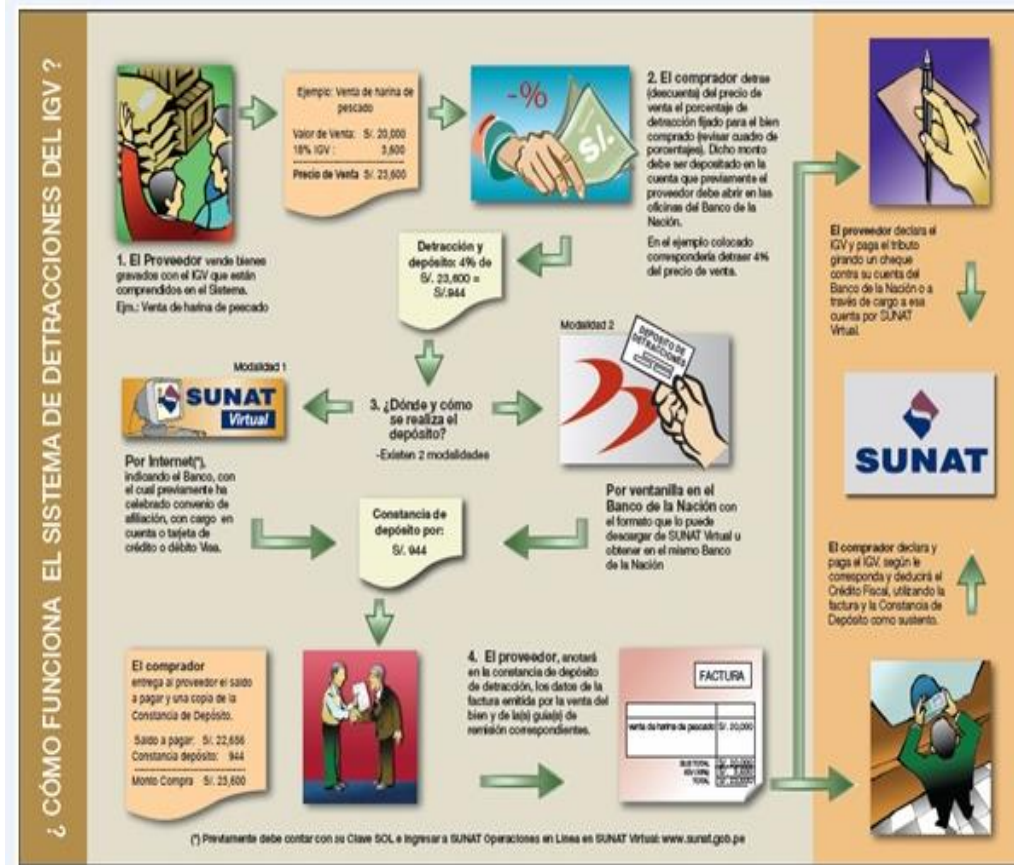 ¿ CÓMO FUNCIONA EL SISTEMA DE DETRACCIONES DEL IGV ?
1. El Proveedor vende bienes
gravados con el IGV que están
comprendidos en el Sistema.
Ejm.: Venta de harina de pescado
Ejemplo: Venta de harina de
pescado
Valor de Venta: S/. 20,000
18% IGV : 3,600
Precio de Venta S/. 23,600
-%
S/.
2. El comprador detrae
(descuenta) del precio de
venta el porcentaje de
detracción fijado para el bien
comprado (revisar cuadro de
porcentajes). Dicho monto
debe ser depositado en la
cuenta que previamente el
proveedor debe abrir en las
oficinas del Banco de la
Nación.
En el ejemplo colocado
correspondería detraer 4%
del precio de venta.
Detracción y
depósito: 4% de
S/. 23,600 =
S/.944
3. ¿Dónde y cómo
se realiza el
depósito?
-Existen 2 modalidades
Modalidad 1
SUNAT
Virtual
Por Internet(*),
indicando el Banco, con
el cual previamente ha
celebrado convenio de
afiliación, con cargo en
cuenta o tarjeta de
crédito o débito Visa.
Modalidad 2
DEPOSITO DE
DETRACCIONES
Por ventanilla en el
Banco de la Nación con
el formato que lo puede
descargar de SUNAT Virtual u
obtener en el mismo Banco
de la Nación
Constancia de
depósito por:
S/. 944
El comprador
entrega al proveedor el saldo
a pagar y una copia de la
Constancia de Depósito.
Saldo a pagar: S/. 22,656
Constancia depósito: 944
Monto Compra S/. 23,600
4. El proveedor, anotará
en la constancia de depósito
de detracción, los datos de la
factura emitida por la venta del
bien y de la(s) guía(s) de
remisión correspondientes.
FACTURA
venta de harina de pescado S/. 20,000
SUB TOTAL S/. 20,000
IGV (18%) S/. 3,600
TOTAL S/. 23,600
El proveedor declara el
IGV y paga el tributo
girando un cheque
contra su cuenta del
Banco de la Nación o a
través de cargo a esa
cuenta por SUNAT
Virtual.
SUNAT
El comprador declara y
paga el IGV, según le
corresponda y deducirá el
Crédito Fiscal, utilizando la
factura y la Constancia de
Depósito como sustento.
(*) Previamente debe contar con su Clave SOL e ingresar a SUNAT Operaciones en Línea en SUNAT Virtual: www.sunat.gob.pe